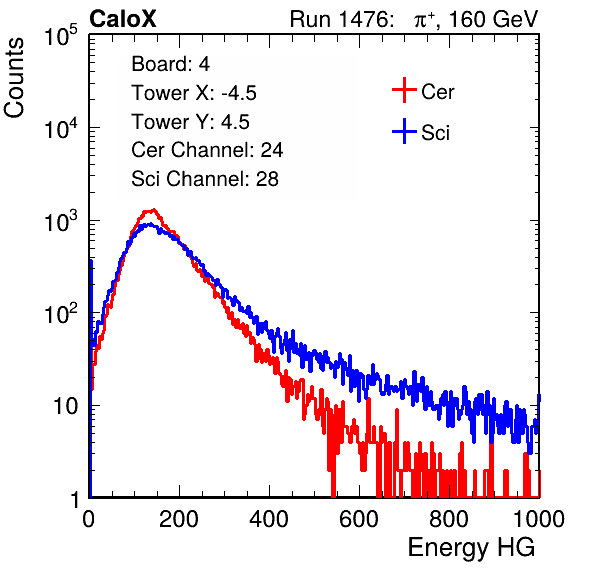 CaloX Run 1476: π⁺, 160 GeV
Counts
10⁵
10⁴
10³
10²
10
1
Board: 4
Tower X: -4.5
Tower Y: 4.5
Cer Channel: 24
Sci Channel: 28
Cer
Sci
0 200 400 600 800 1000
Energy HG